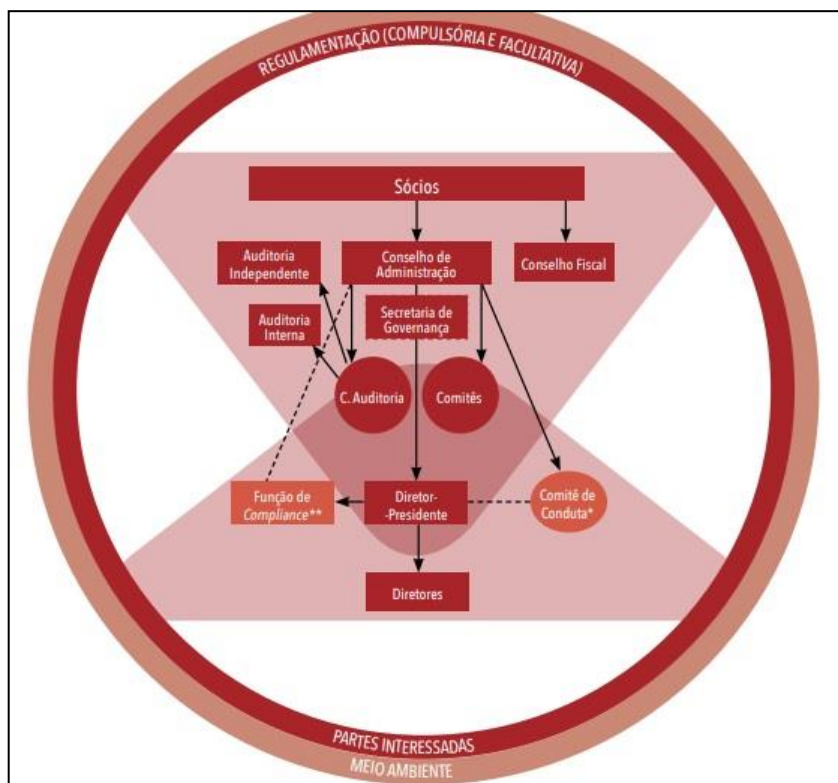 REGULAMENTAÇÃO (COMPULSÓRIA E FACULTATIVA)
Sócios
Auditoria
Independente
Conselho de
Administração
Conselho Fiscal
Auditoria
Interna
Secretaria de
Governança
C. Auditoria
Comitês
Função de
Compliance**
Diretor-
-Presidente
Comitê de
Conduta*
Diretores
PARTES INTERESSADAS
MEIO AMBIENTE